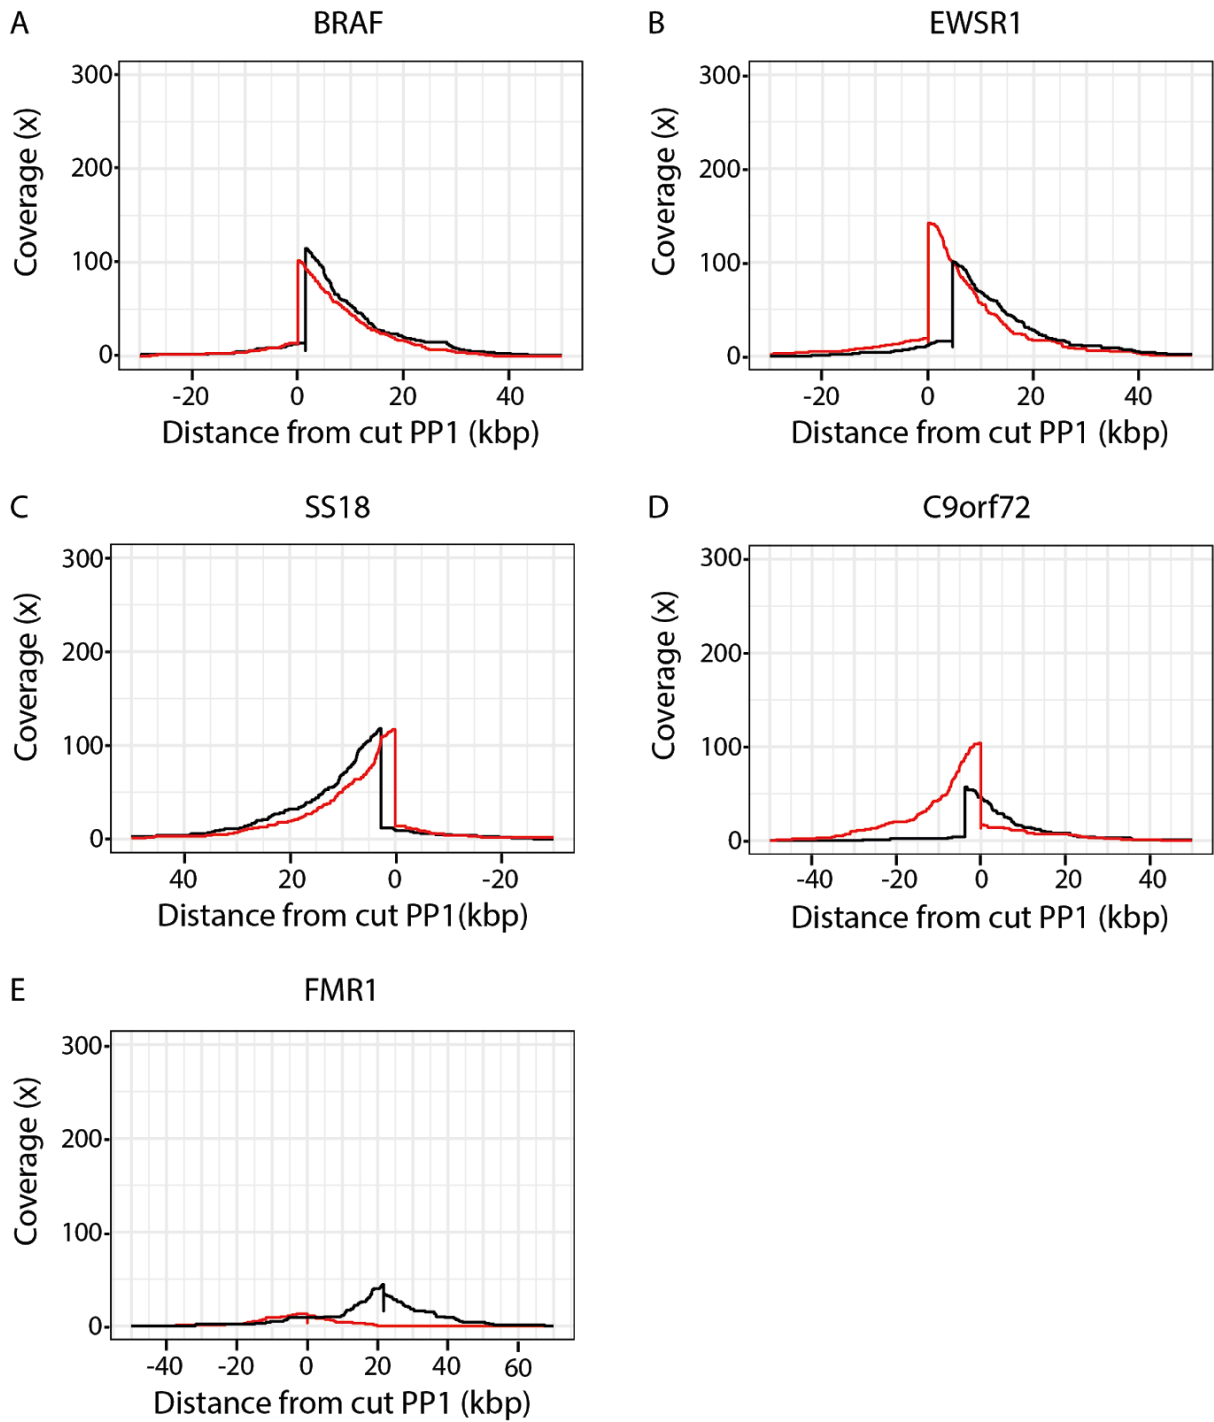 A
BRAF
300
200
100
0
Coverage (x)
-20
0
20
40
Distance from cut PP1 (kbp)
B
EWSR1
300
200
100
0
Coverage (x)
-20
0
20
40
Distance from cut PP1 (kbp)
C
SS18
300
200
100
0
Coverage (x)
40
20
0
-20
Distance from cut PP1(kbp)
D
C9orf72
300
200
100
0
Coverage (x)
-40
-20
0
20
40
Distance from cut PP1 (kbp)
E
FMR1
300
200
100
0
Coverage (x)
-40
-20
0
20
40
60
Distance from cut PP1 (kbp)